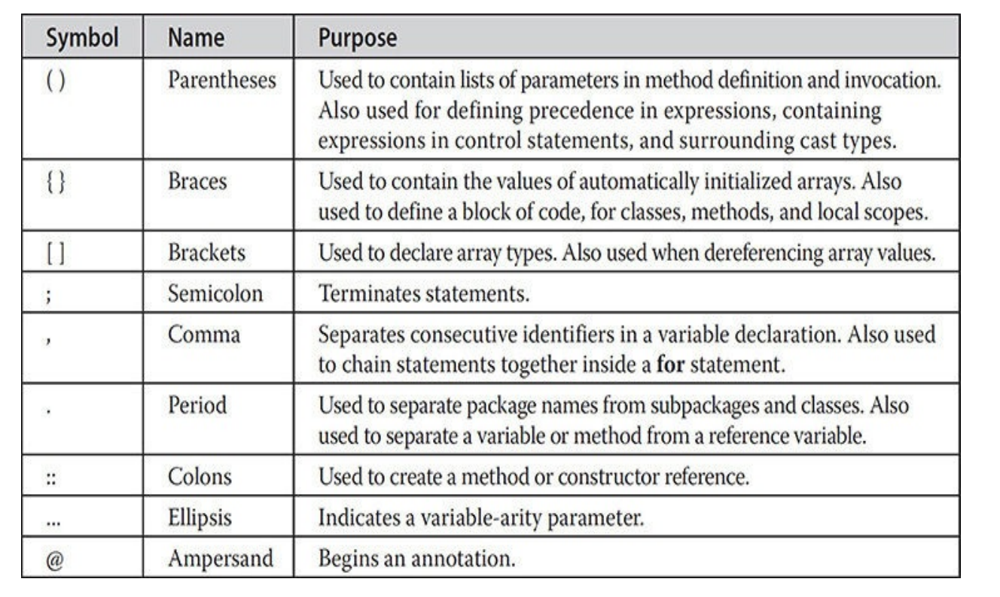 Symbol Name Purpose
( ) Parentheses Used to contain lists of parameters in method definition and invocation.
Also used for defining precedence in expressions, containing
expressions in control statements, and surrounding cast types.
{ } Braces Used to contain the values of automatically initialized arrays. Also
used to define a block of code, for classes, methods, and local scopes.
[ ] Brackets Used to declare array types. Also used when dereferencing array values.
; Semicolon Terminates statements.
, Comma Separates consecutive identifiers in a variable declaration. Also used
to chain statements together inside a for statement.
. Period Used to separate package names from subpackages and classes. Also
used to separate a variable or method from a reference variable.
:: Colons Used to create a method or constructor reference.
... Ellipsis Indicates a variable-arity parameter.
@ Ampersand Begins an annotation.